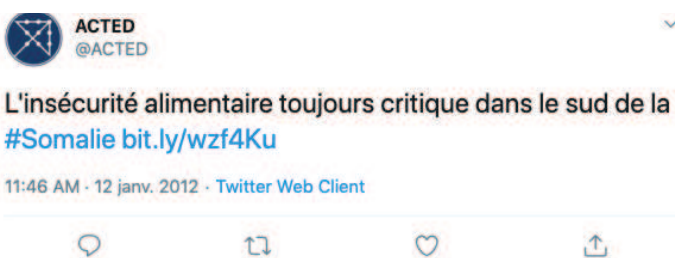 ACTED
@ACTED
L'insécurité alimentaire toujours critique dans le sud de la
#Somalie bit.ly/wzf4Ku
11:46 AM · 12 janv. 2012 · Twitter Web Client